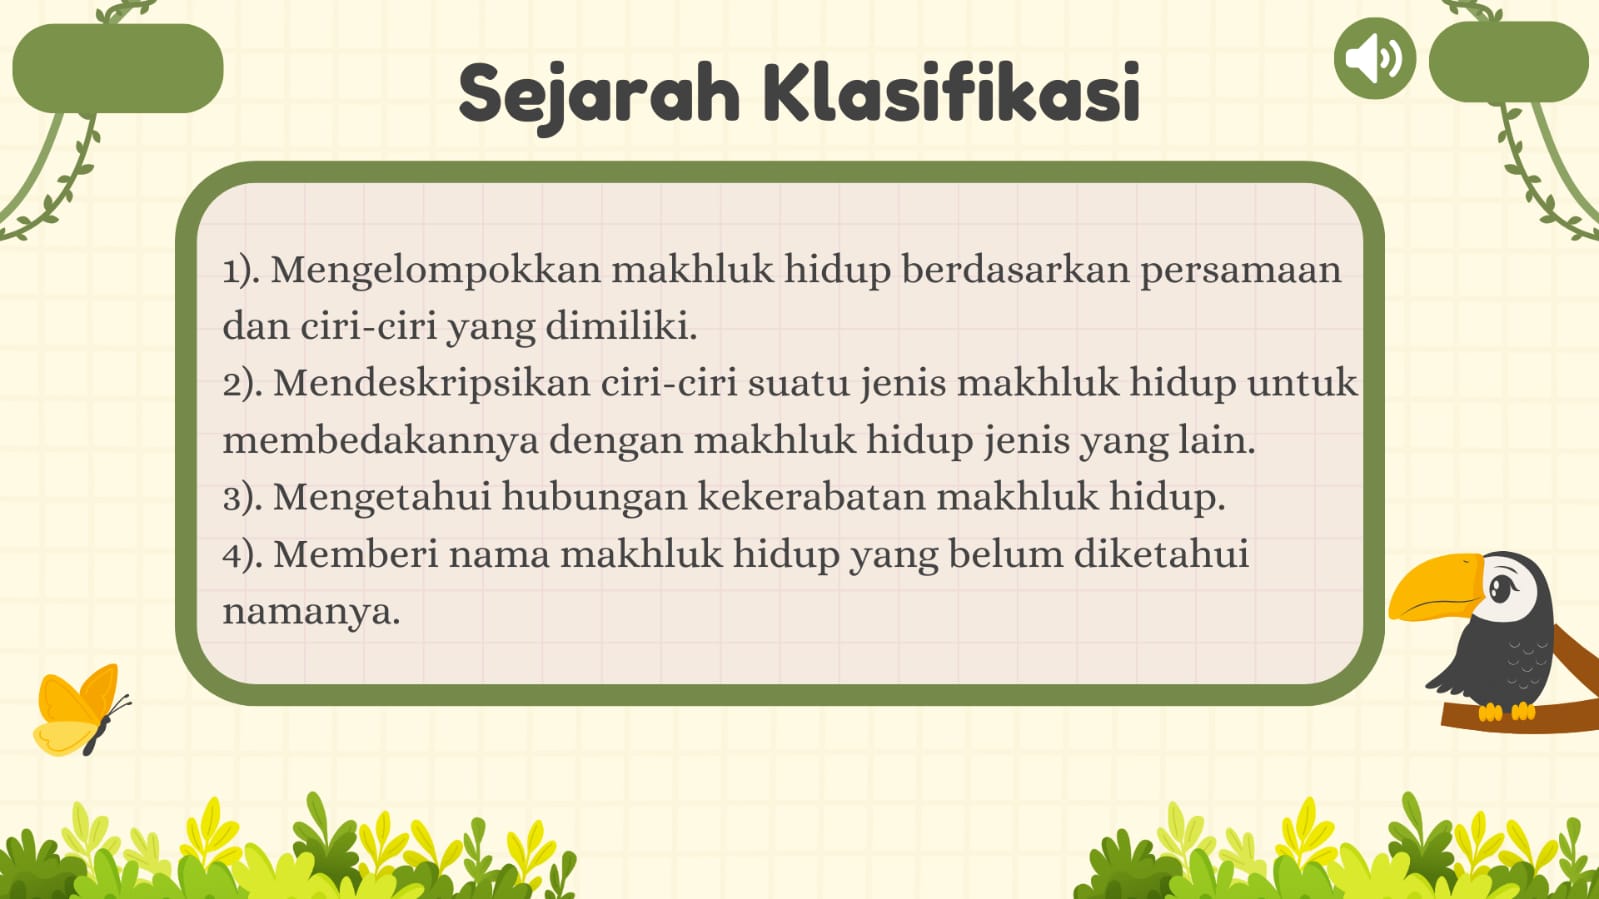 Sejarah Klasifikasi
1). Mengelompokkan makhluk hidup berdasarkan persamaan
dan ciri-ciri yang dimiliki.
2). Mendeskripsikan ciri-ciri suatu jenis makhluk hidup untuk
membedakannya dengan makhluk hidup jenis yang lain.
3). Mengetahui hubungan kekerabatan makhluk hidup.
4). Memberi nama makhluk hidup yang belum diketahui
namanya.